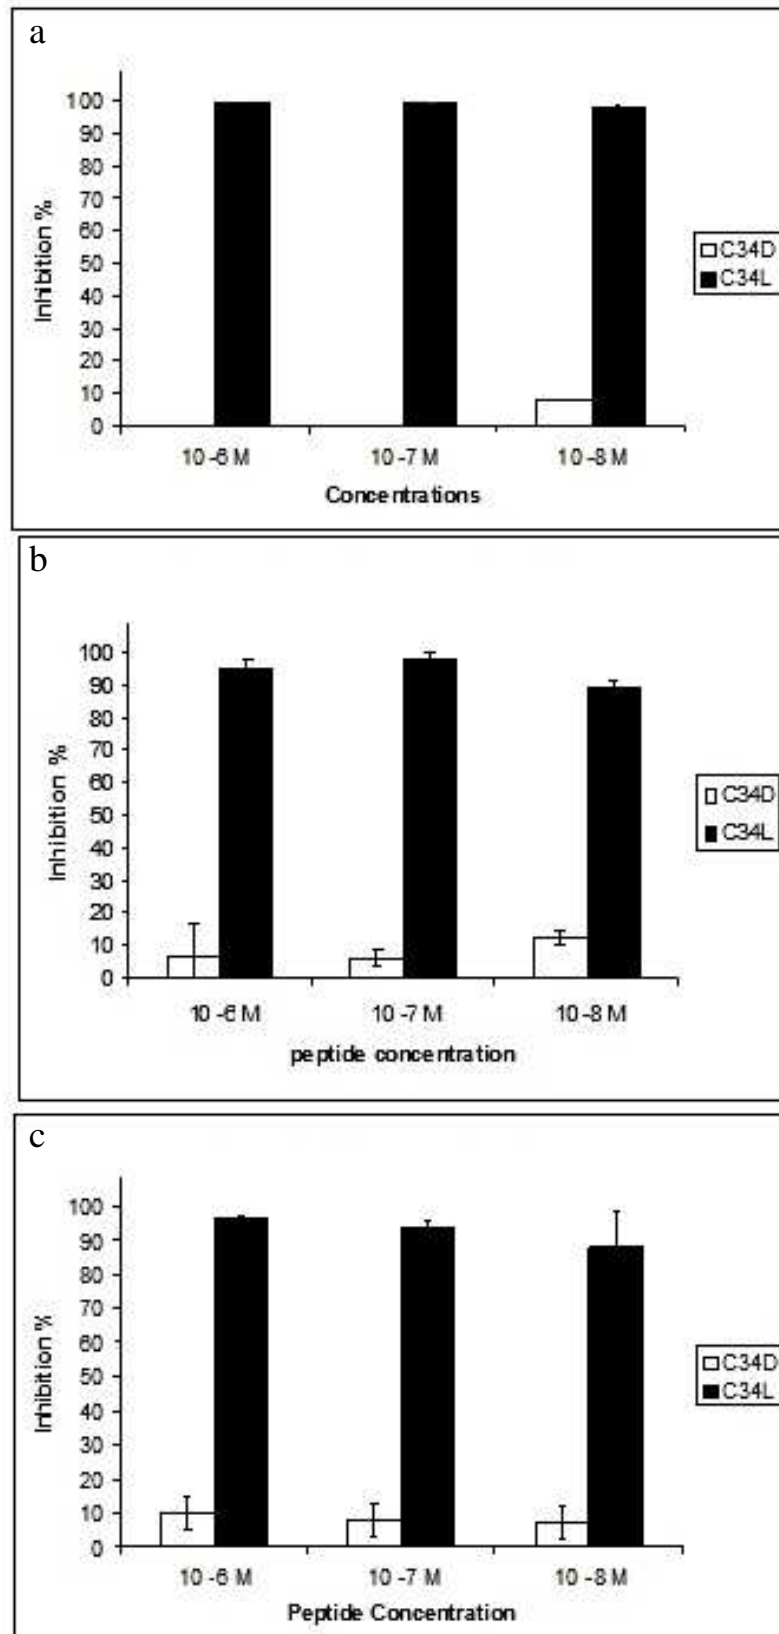 a
100
90
80
70
60
50
40
30
20
10
0
Inhibition %
10 -6 M 10 -7 M 10 -8 M
Concentrations
C34D
C34L
b
100
90
80
70
60
50
40
30
20
10
0
Inhibition %
10 -6 M 10 -7 M 10 -8 M
peptide concentration
C34D
C34L
c
100
90
80
70
60
50
40
30
20
10
0
Inhibition %
10 -6 M 10 -7 M 10 -8 M
Peptide Concentration
C34D
C34L